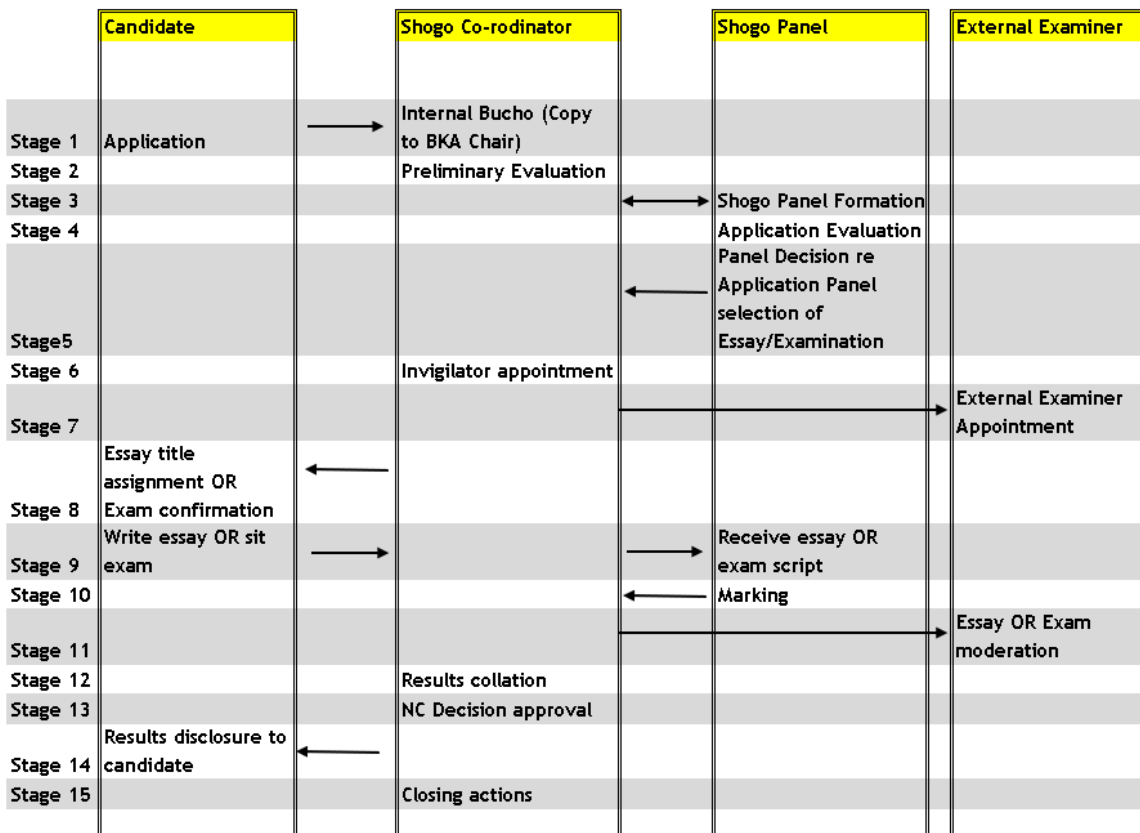 Candidate Shogo Co-rodinator Shogo Panel External Examiner
Internal Bucho (Copy
Stage 1 Application to BKA Chair)
Stage 2 Preliminary Evaluation
Stage 3 Shogo Panel Formation
Stage 4 Application Evaluation
Panel Decision re
Application Panel
selection of
Stage5 Essay/Examination
Stage 6 Invigilator appointment
External Examiner
Stage 7 Appointment
Essay title
assignment OR
Stage 8 Exam confirmation
Write essay OR sit Receive essay OR
Stage 9 exam exam script
Stage 10 Marking
Essay OR Exam
Stage 11 moderation
Stage 12 Results collation
Stage 13 NC Decision approval
Results disclosure to
Stage 14 candidate
Stage 15 Closing actions